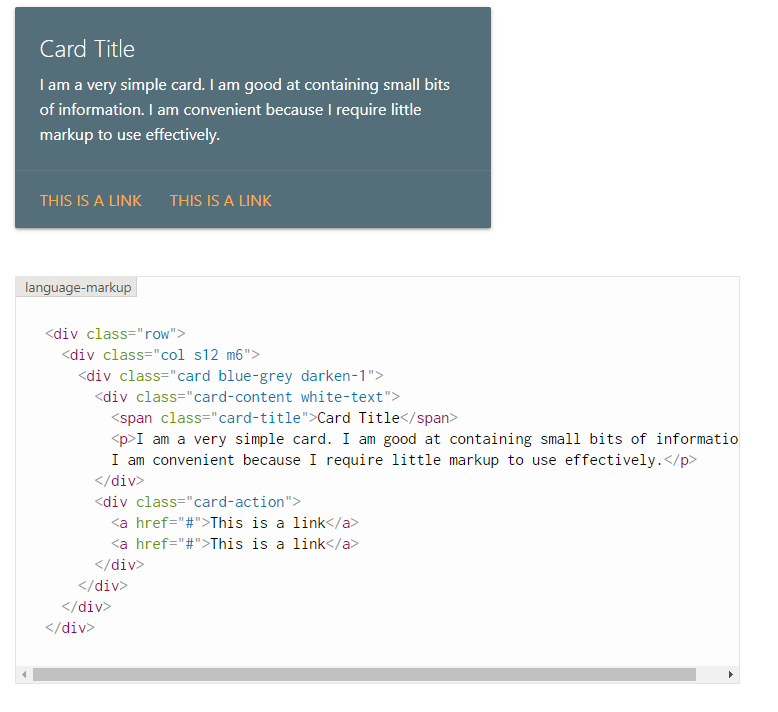 Card Title
I am a very simple card. I am good at containing small bits
of information. I am convenient because I require little
markup to use effectively.
THIS IS A LINK THIS IS A LINK
language-markup
<div class="row">
  <div class="col s12 m6">
    <div class="card blue-grey darken-1">
      <div class="card-content white-text">
        <span class="card-title">Card Title</span>
        <p>I am a very simple card. I am good at containing small bits of informatio
        I am convenient because I require little markup to use effectively.</p>
      </div>
      <div class="card-action">
        <a href="#">This is a link</a>
        <a href="#">This is a link</a>
      </div>
    </div>
  </div>
</div>